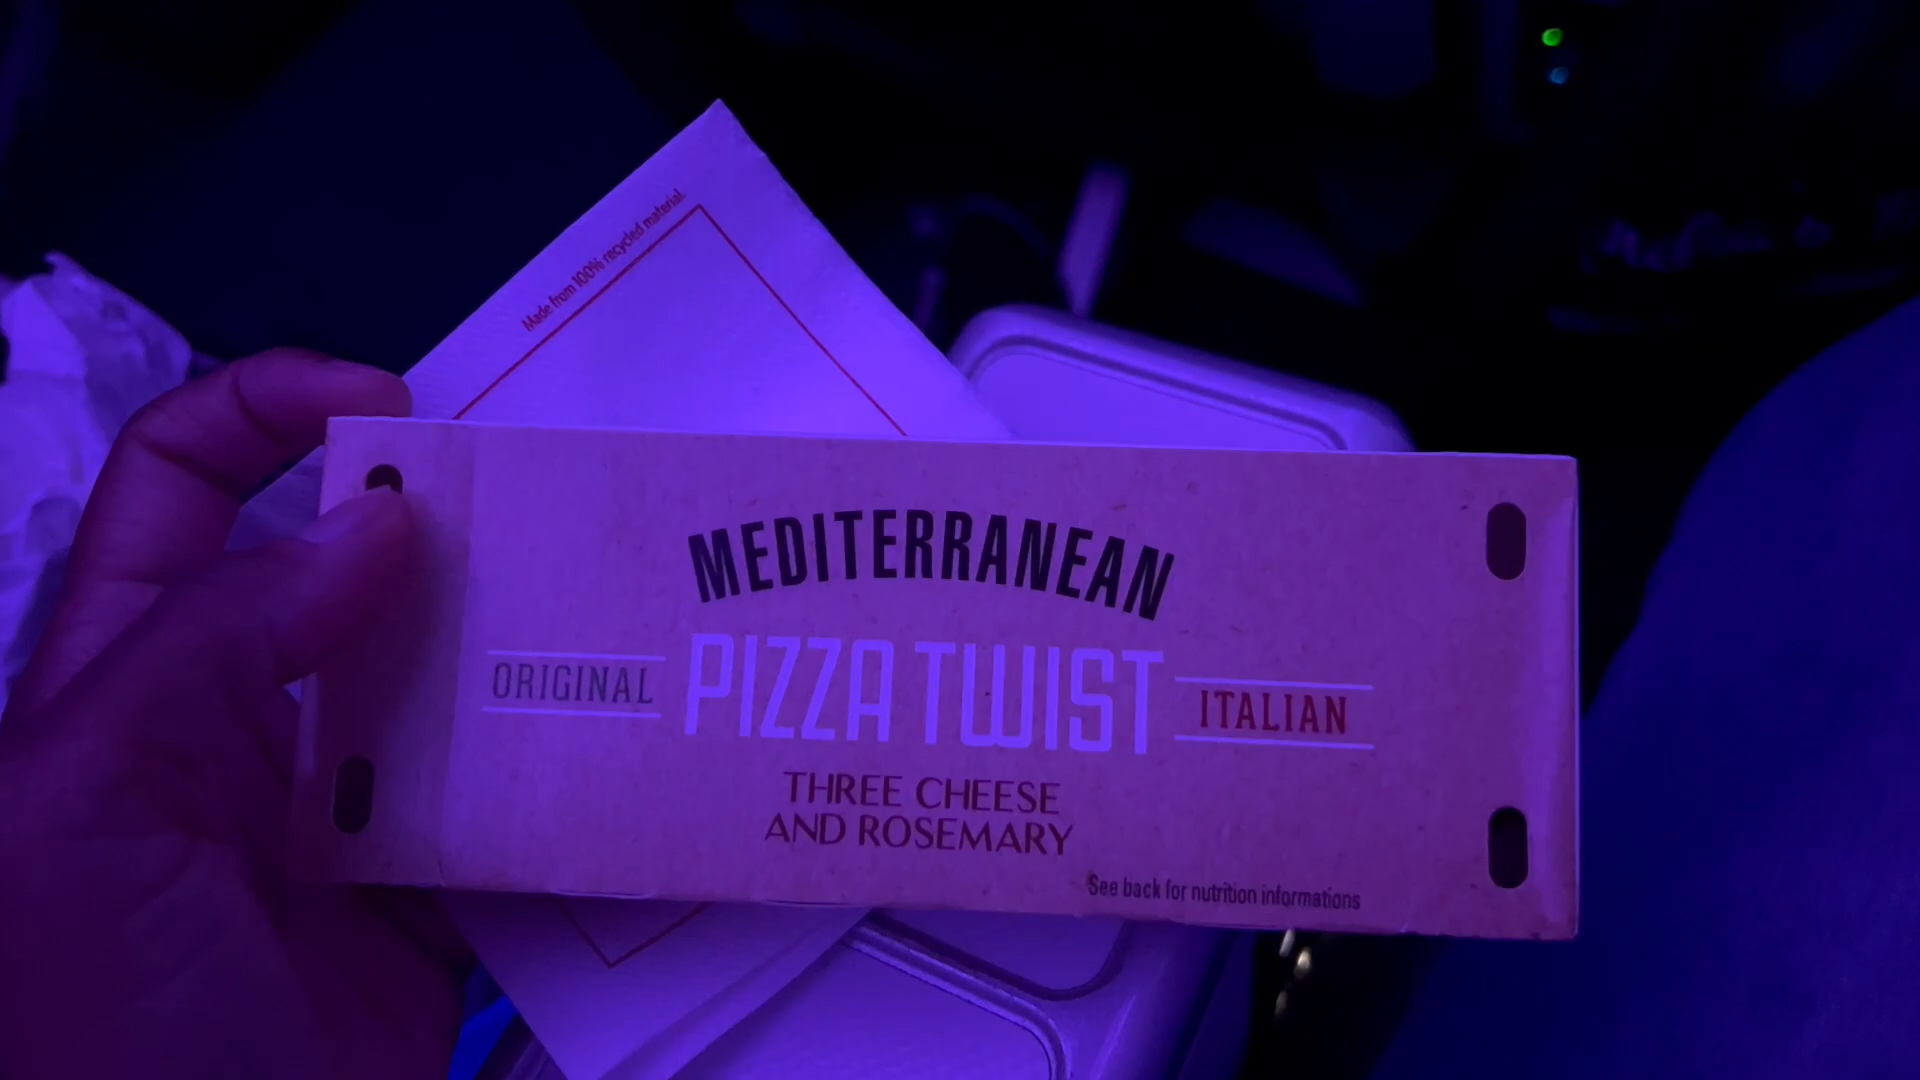 Made from 100% recycled material.
MEDITERRANEAN
ORIGINAL PIZZA TWIST ITALIAN
THREE CHEESE
AND ROSEMARY
See back for nutrition informations